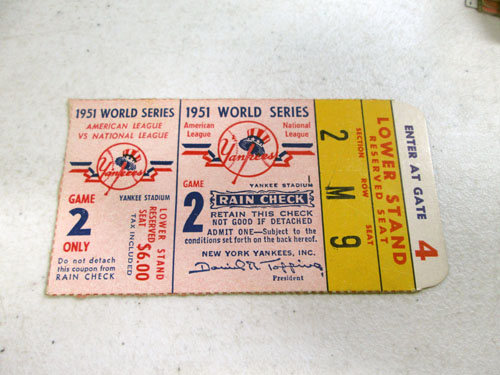 1951 WORLD SERIES
AMERICAN LEAGUE
VS NATIONAL LEAGUE
Yankees
YANKEE STADIUM
GAME
2
ONLY
Do not detach
this coupon from
RAIN CHECK
LOWER STAND
RESERVED SEAT
$6.00
TAX INCLUDED
1951 WORLD SERIES
American League
National League
Yankees
YANKEE STADIUM
GAME
2
RAIN CHECK
RETAIN THIS CHECK
NOT GOOD IF DETACHED
ADMIT ONE—Subject to the
conditions set forth on the back hereof.
NEW YORK YANKEES, INC.
Daniel R Topping
President
2 M 9
SECTION ROW SEAT
LOWER STAND
RESERVED SEAT
ENTER AT GATE 4